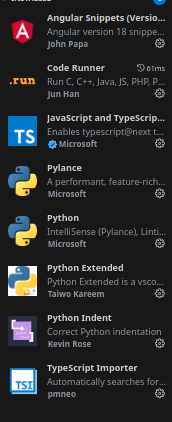 Angular Snippets (Versio...
Angular version 18 snippe...
John Papa
.run
Code Runner 61ms
Run C, C++, Java, JS, PHP, P...
Jun Han
TS
JavaScript and TypeScrip...
Enables typescript@next t...
Microsoft
Pylance
A performant, feature-rich...
Microsoft
Python
IntelliSense (Pylance), Linti...
Microsoft
Python Extended
Python Extended is a vsco...
Taiwo Kareem
Python Indent
Correct Python indentation
Kevin Rose
TSI
TypeScript Importer
Automatically searches for...
pmneo